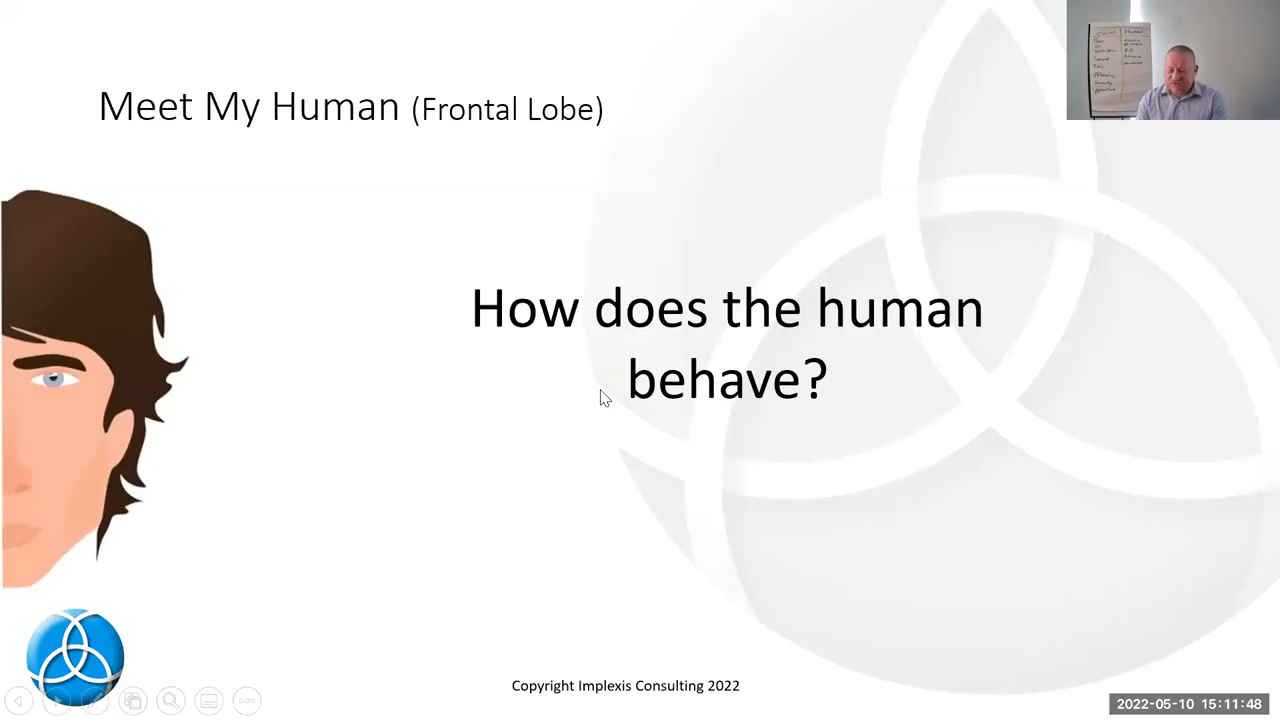 Meet My Human (Frontal Lobe)
How does the human
behave?
Copyright Implexis Consulting 2022
2022-05-10 15:11:48